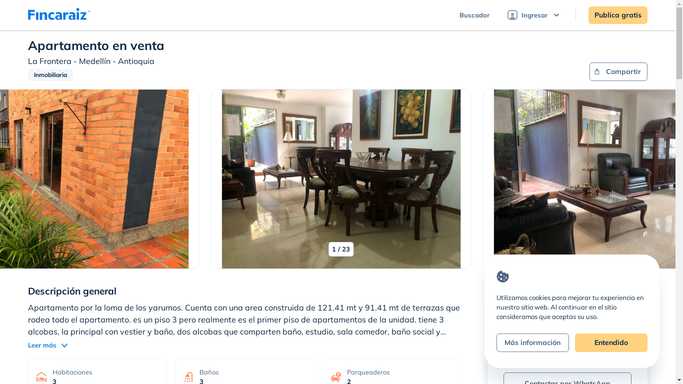 Fincaraiz
Buscador
Ingresar
Publica gratis
Apartamento en venta
La Frontera - Medellín - Antioquia
Inmobiliaria
Compartir
1 / 23
Descripción general
Apartamento por la loma de los yarumos. Cuenta con una area construida de 121.41 mt y 91.41 mt de terrazas que
rodea todo el apartamento. es un piso 3 pero realmente es el primer piso de apartamentos de la unidad. tiene 3
alcobas, la principal con vestier y baño, dos alcobas que comparten baño, estudio, sala comedor, baño social y...
Leer más
Habitaciones
3
Baños
3
Parqueaderos
2
Utilizamos cookies para mejorar tu experiencia en
nuestro sitio web. Al continuar en el sitio
consideramos que aceptas su uso.
Más información
Entendido
Contactar por WhatsApp